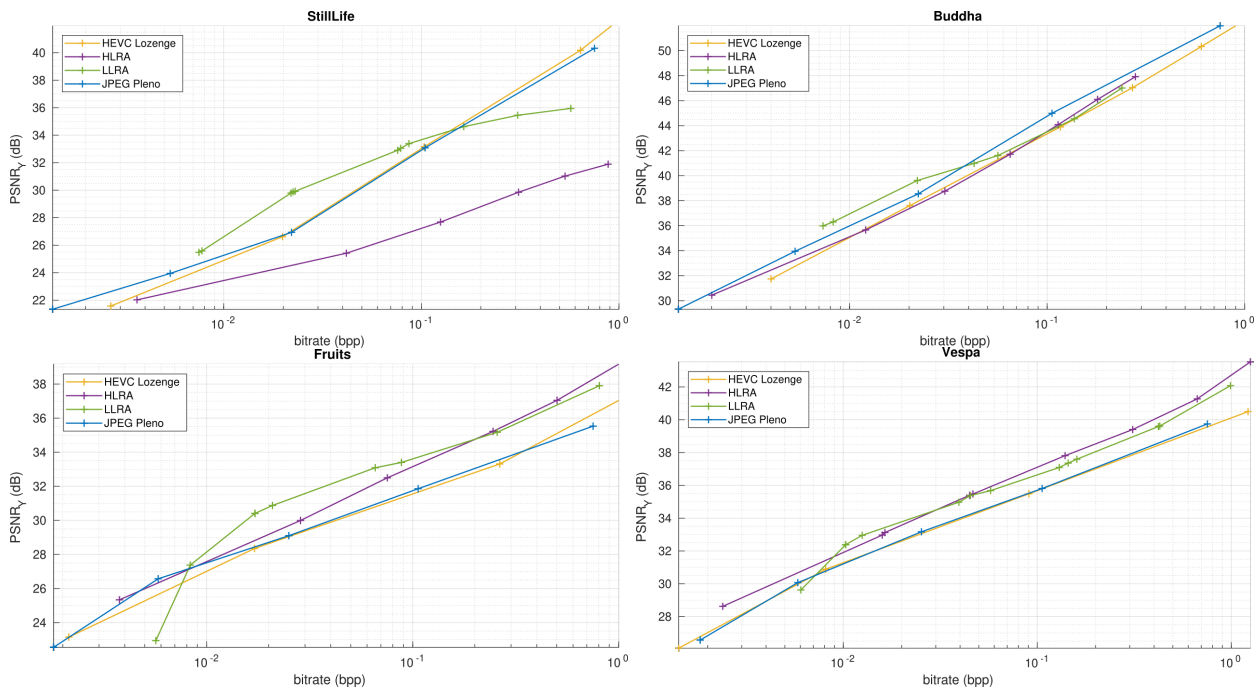 StillLife
HEVC Lozenge
HLRA
LLRA
JPEG Pleno
PSNR_Y (dB)
40
38
36
34
32
30
28
26
24
22
10^-2
10^-1
10^0
bitrate (bpp)
Buddha
HEVC Lozenge
HLRA
LLRA
JPEG Pleno
PSNR_Y (dB)
50
48
46
44
42
40
38
36
34
32
30
10^-2
10^-1
10^0
bitrate (bpp)
Fruits
HEVC Lozenge
HLRA
LLRA
JPEG Pleno
PSNR_Y (dB)
38
36
34
32
30
28
26
24
10^-2
10^-1
10^0
bitrate (bpp)
Vespa
HEVC Lozenge
HLRA
LLRA
JPEG Pleno
PSNR_Y (dB)
42
40
38
36
34
32
30
28
10^-2
10^-1
10^0
bitrate (bpp)